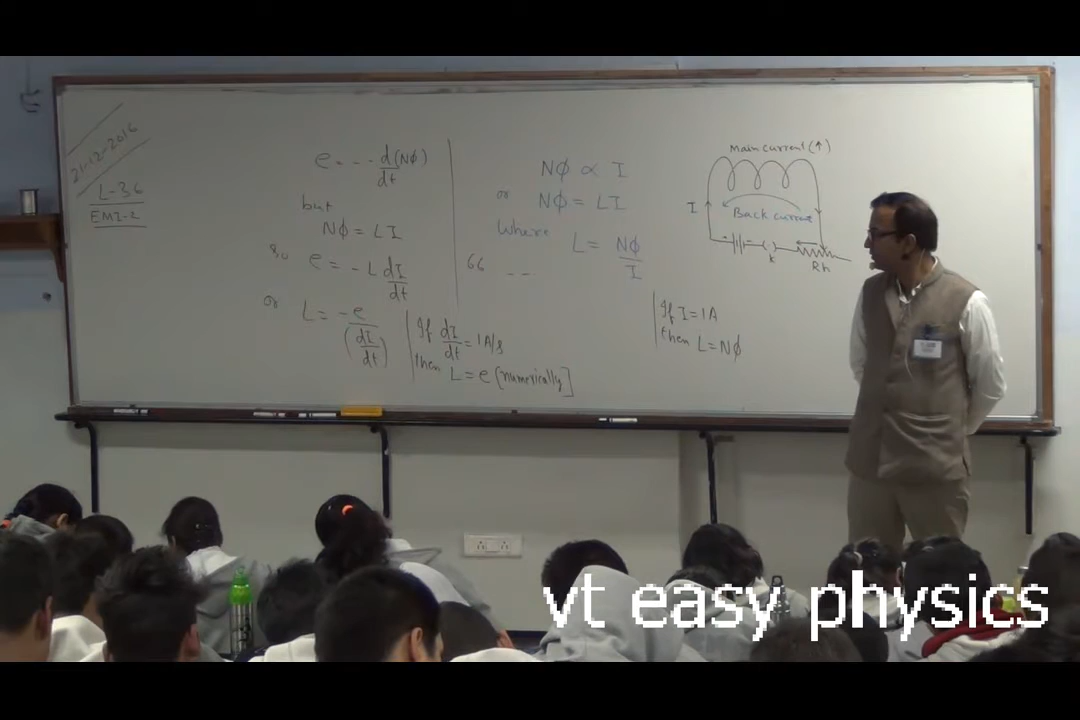 21-12-2016
L-36
EMI-2
e = -- d(NΦ)/dt
but
NΦ = LI
so e = -L dI/dt
or L = -e/(dI/dt)
If dI/dt = 1A/s
then L = e [numerically]
NΦ ∝ I
or NΦ = LI
Where L = NΦ/I
66 --
If I = 1A
then L = NΦ
Main current (↑)
I
Back current
K
Rh
vt easy physics